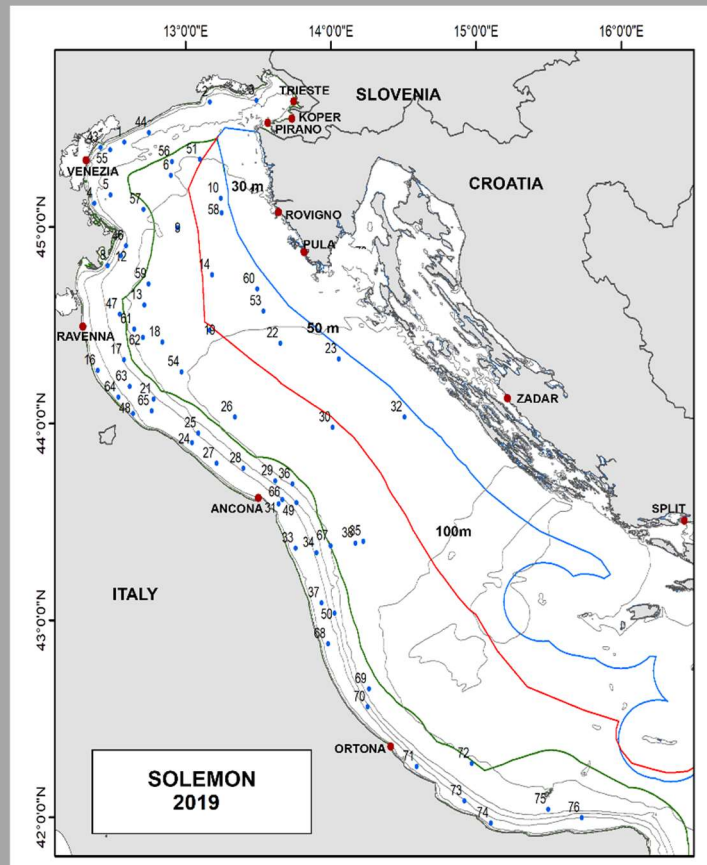 13°0'0"E 14°0'0"E 15°0'0"E 16°0'0"E
TRIESTE
2 3
SLOVENIA
KOPER
44
PIRANO
43 1
55 56 51
VENEZIA 6
CROATIA
5
4 57 10 30 m
58 ROVIGNO
45°0'0"N
9
46 PULA
8 12
14
59 60
13 53
47 61
RAVENNA 62 18 19 50 m
22 23
17 54
16 63 21
64 65 ZADAR
48 26 32
44°0'0"N
25 30
24
27 28
29 36
66
ANCONA 31 49 SPLIT
33 34 67 38 35 100m
ITALY
37
43°0'0"N
50
68
69
70
ORTONA
71 72
SOLEMON
2019
73 75 76
74
42°0'0"N